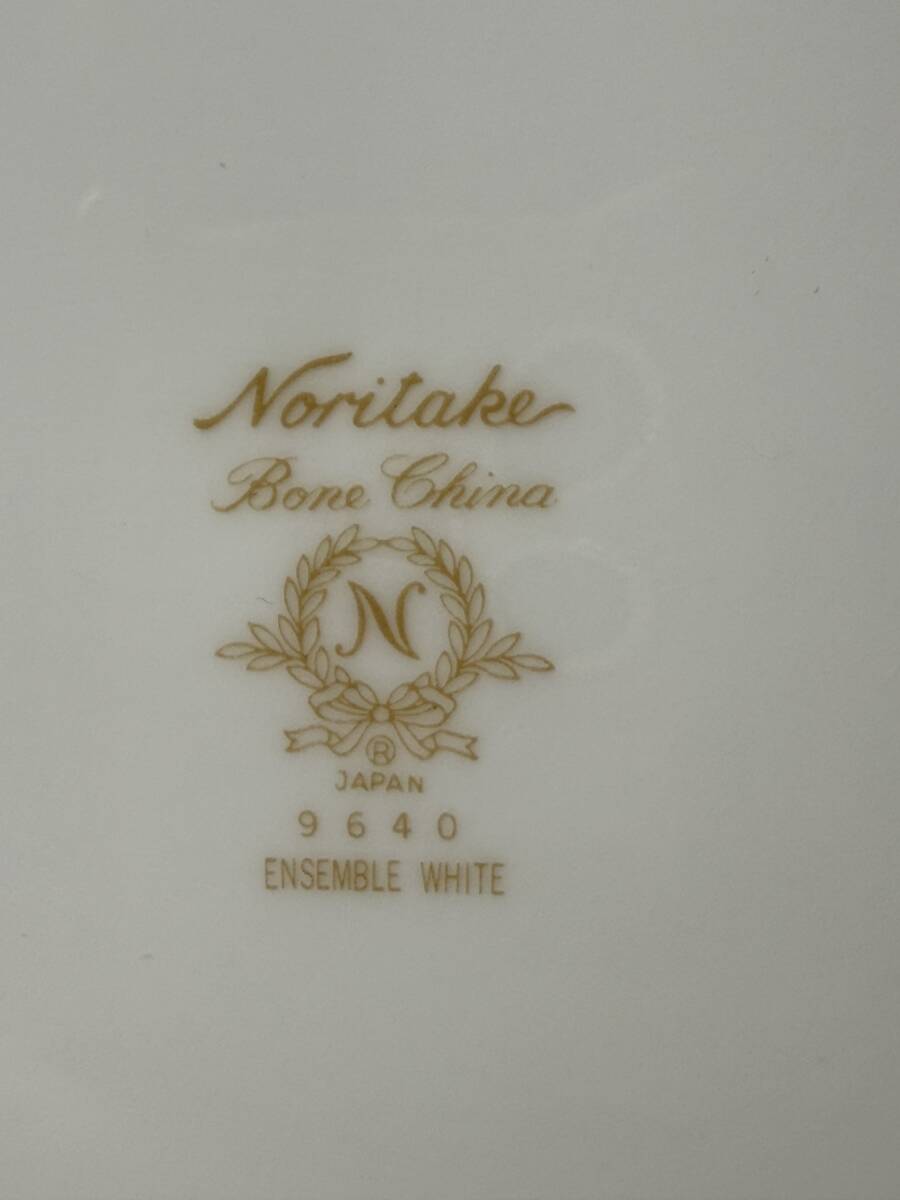 Noritake
Bone China
N
®
JAPAN
9640
ENSEMBLE WHITE